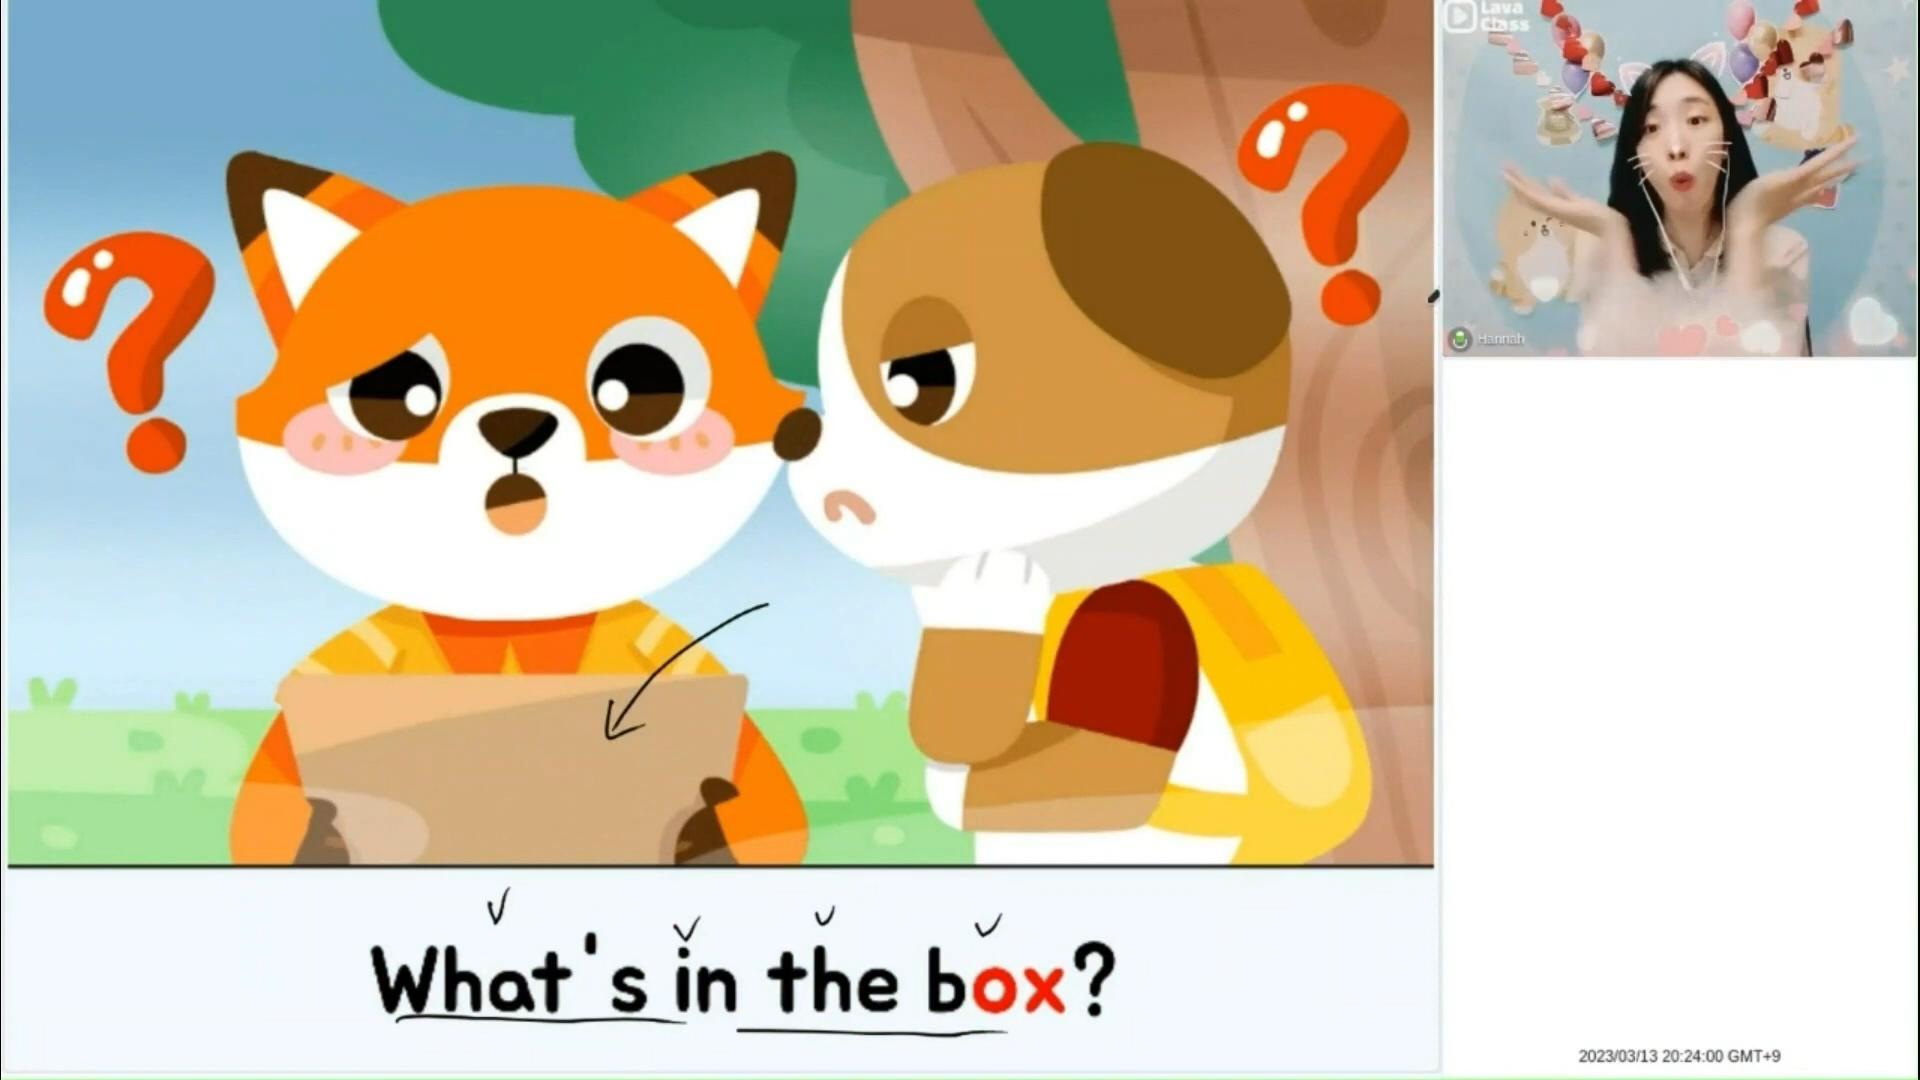 Lava
Class
Hannah
What's in the box?
2023/03/13 20:24:00 GMT+9